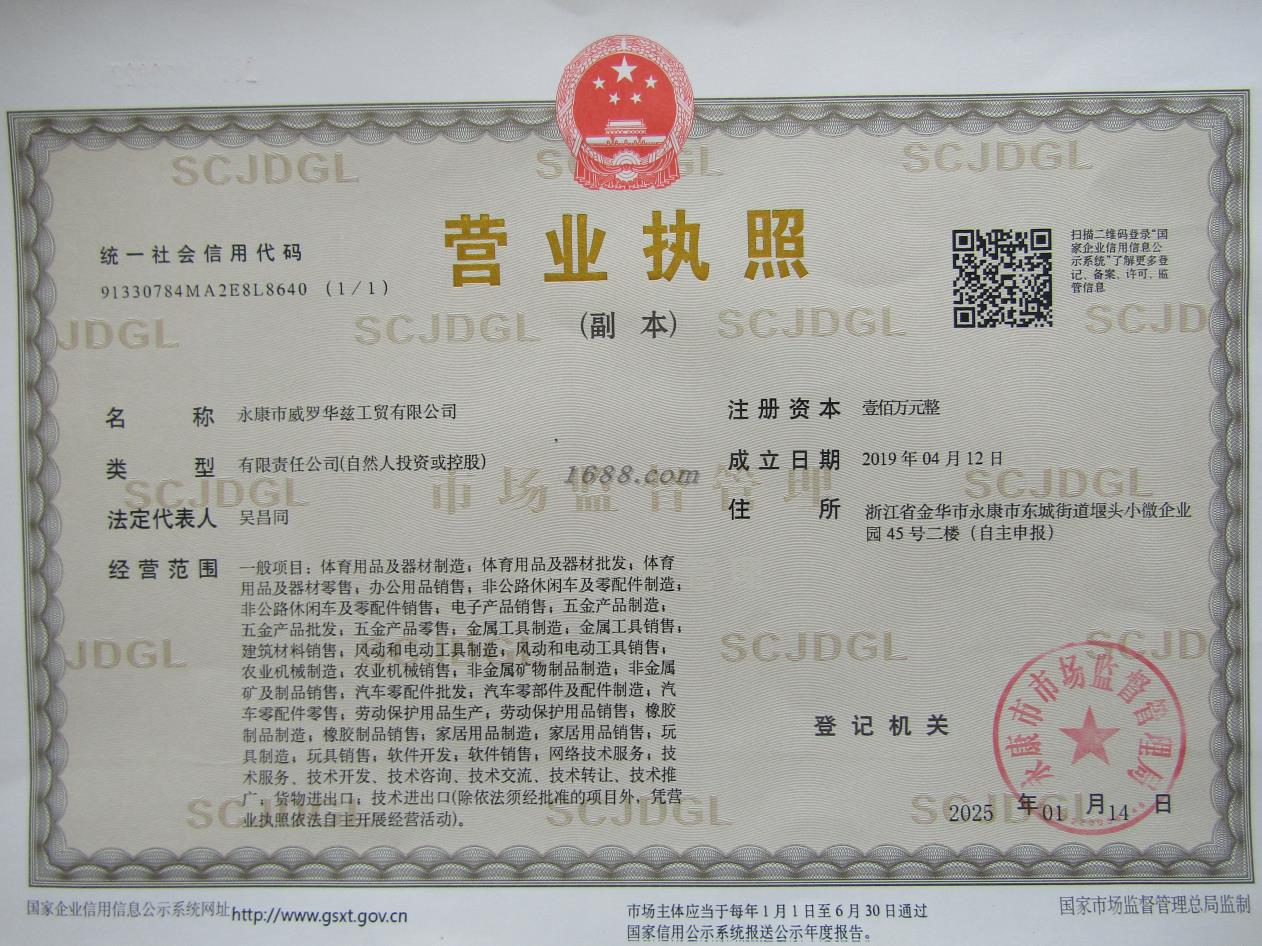 SCJDGL
SCJDGL
营业执照
(副 本)
统一社会信用代码
91330784MA2E8L8640 (1/1)
扫描二维码登录“国
家企业信用信息公
示系统”了解更多登
记、备案、许可、监
管信息
JDGL
SCJDGL
SCJDGL
SCJD
名 称 永康市威罗华兹工贸有限公司
类 型 有限责任公司(自然人投资或控股)
法定代表人 吴昌同
经营范围 一般项目：体育用品及器材制造；体育用品及器材批发；体育
用品及器材零售；办公用品销售；非公路休闲车及零配件制造；
非公路休闲车及零配件销售；电子产品销售；五金产品制造；
五金产品批发；五金产品零售；金属工具制造；金属工具销售；
建筑材料销售；风动和电动工具制造；风动和电动工具销售；
农业机械制造；农业机械销售；非金属矿物制品制造；非金属
矿及制品销售；汽车零配件批发；汽车零部件及配件制造；汽
车零配件零售；劳动保护用品生产；劳动保护用品销售；橡胶
制品制造；橡胶制品销售；家居用品制造；家居用品销售；玩
具制造；玩具销售；软件开发；软件销售；网络技术服务；技
术服务、技术开发、技术咨询、技术交流、技术转让、技术推
广；货物进出口；技术进出口(除依法须经批准的项目外，凭营
业执照依法自主开展经营活动)。
注册资本 壹佰万元整
成立日期 2019年04月12日
住 所 浙江省金华市永康市东城街道堰头小微企业
园45号二楼（自主申报）
1688.com
市场监督管理
SCJDGL
SCJDGL
JDGL
SCJDGL
SCJD
登记机关
永康市市场监督管理局
2025 年 01 月 14 日
SCJDGL
SCJDGL
国家企业信用信息公示系统网址http://www.gsxt.gov.cn
市场主体应当于每年1月1日至6月30日通过
国家信用公示系统报送公示年度报告。
国家市场监督管理总局监制